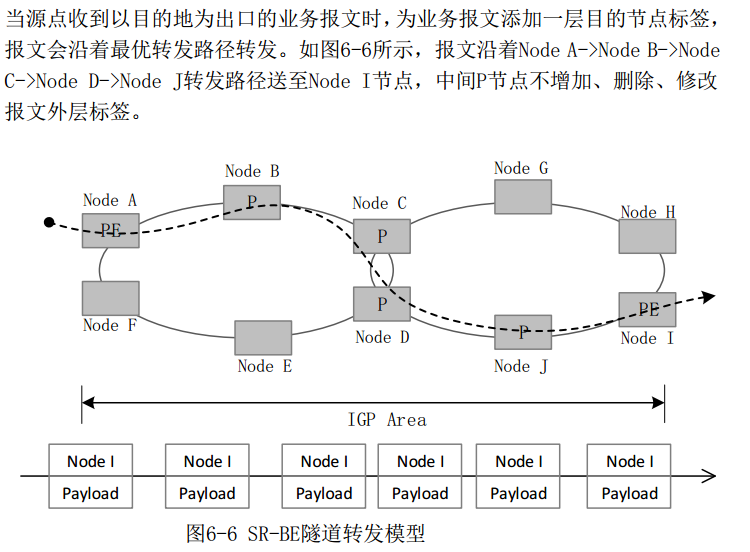 当源点收到以目的地为出口的业务报文时，为业务报文添加一层目的节点标签，
报文会沿着最优转发路径转发。如图6-6所示，报文沿着Node A->Node B->Node
C->Node D->Node J转发路径送至Node I节点，中间P节点不增加、删除、修改
报文外层标签。
Node G
Node B
Node A
P
Node C
Node H
PE
P
P
PE
Node F
Node D
P
Node I
Node E
Node J
IGP Area
Node I
Node I
Node I
Node I
Node I
Node I
Payload
Payload
Payload
Payload
Payload
Payload
图6-6 SR-BE隧道转发模型